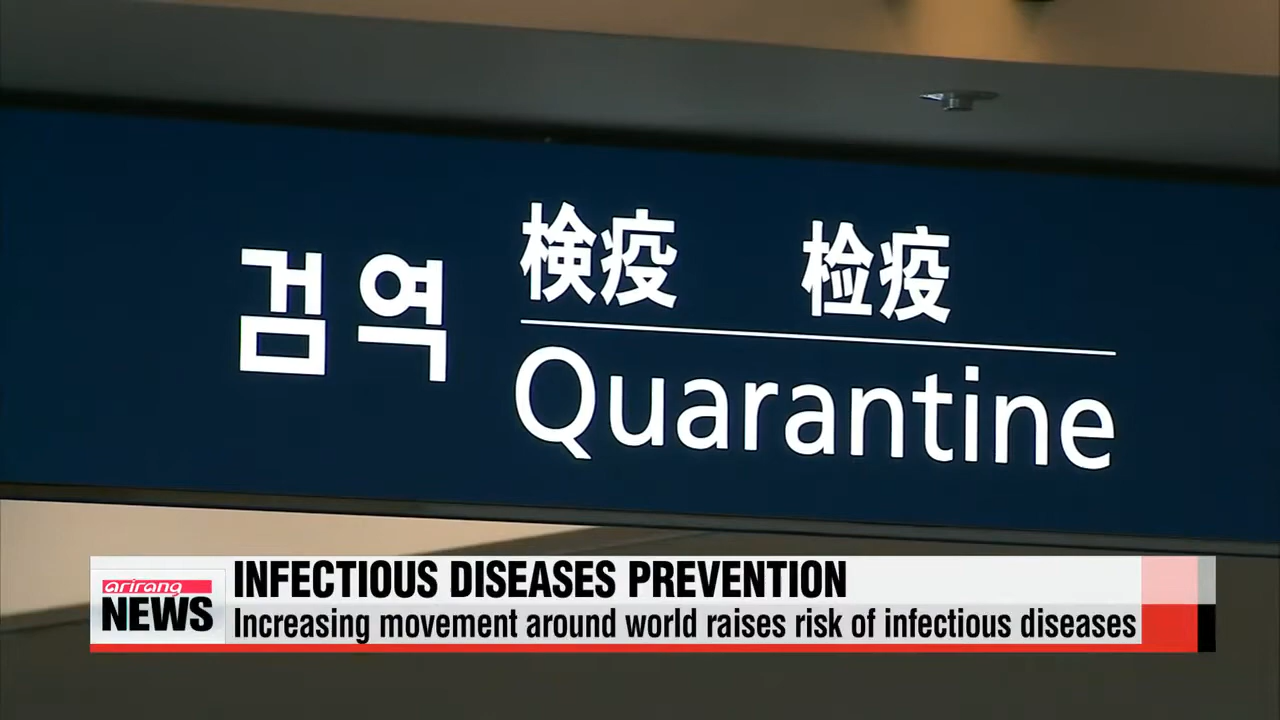 검역
検疫 检疫
Quarantine
arirang
NEWS
INFECTIOUS DISEASES PREVENTION
Increasing movement around world raises risk of infectious diseases